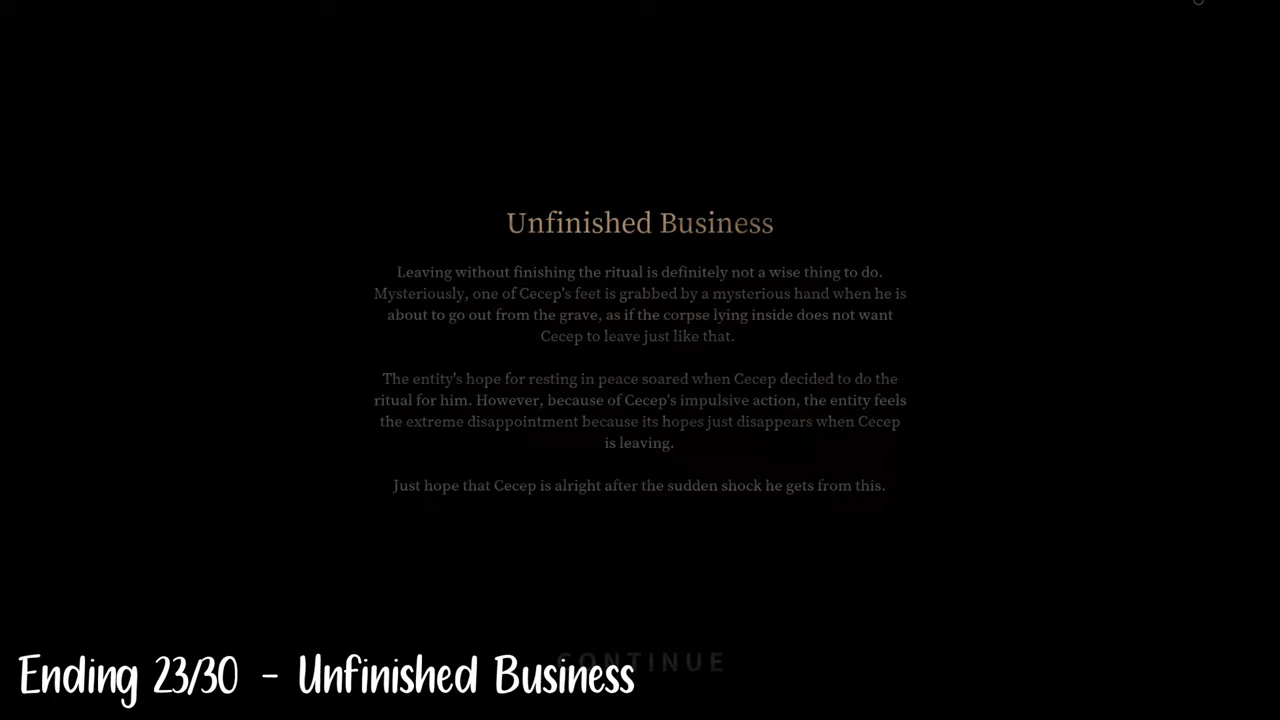 Unfinished Business
Leaving without finishing the ritual is definitely not a wise thing to do.
Mysteriously, one of Cecep's feet is grabbed by a mysterious hand when he is
about to go out from the grave, as if the corpse lying inside does not want
Cecep to leave just like that.
The entity's hope for resting in peace soared when Cecep decided to do the
ritual for him. However, because of Cecep's impulsive action, the entity feels
the extreme disappointment because its hopes just disappears when Cecep
is leaving.
Just hope that Cecep is alright after the sudden shock he gets from this.
CONTINUE
Ending 23/30 - Unfinished Business